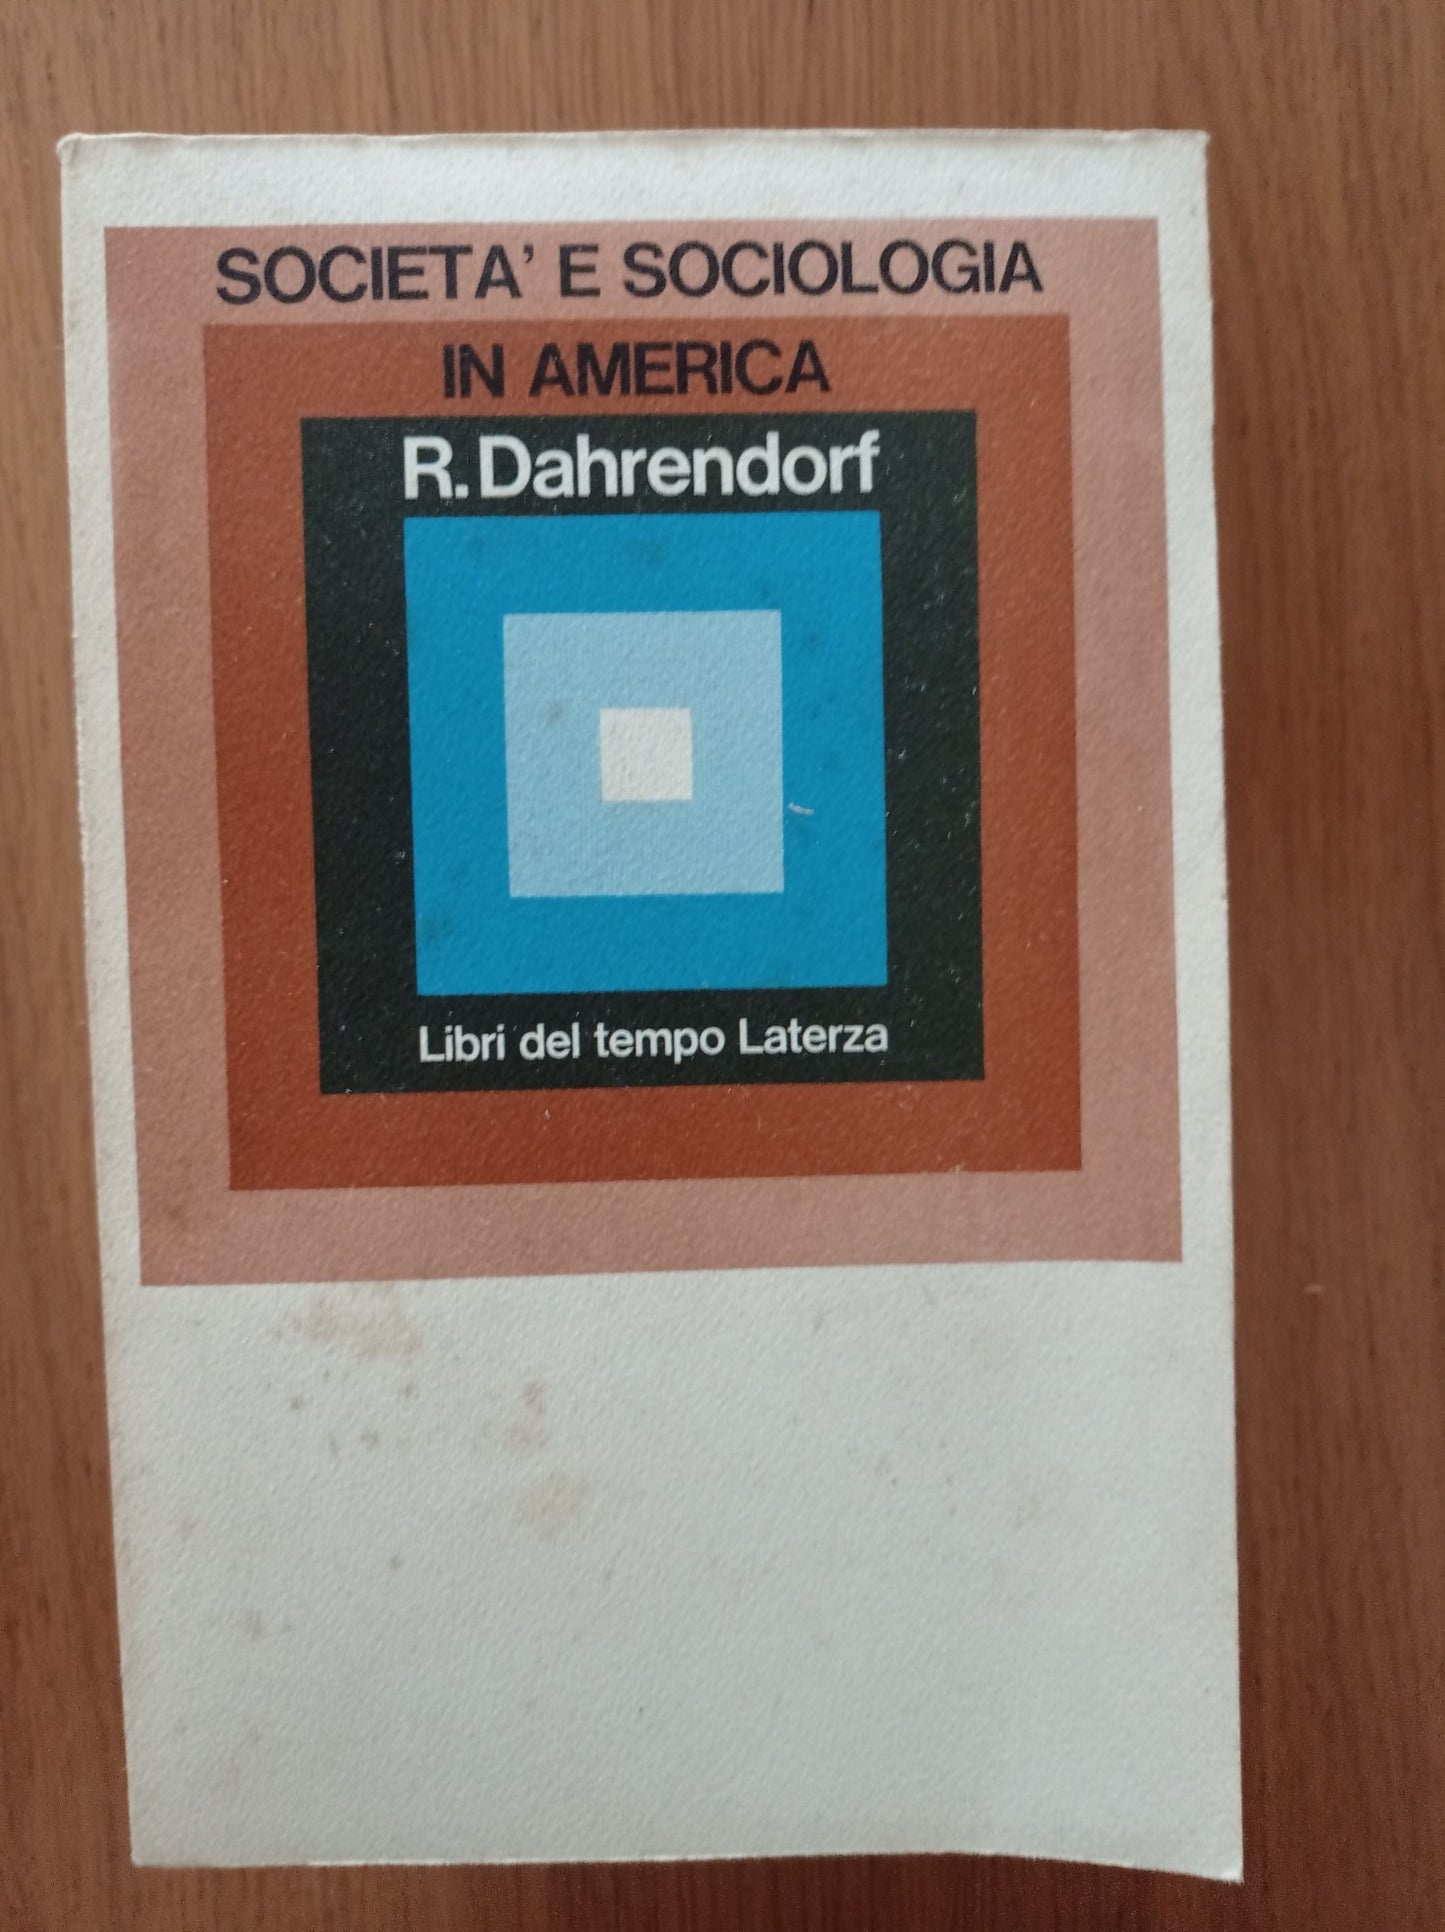 SOCIETA' E SOCIOLOGIA
IN AMERICA
R. Dahrendorf
Libri del tempo Laterza